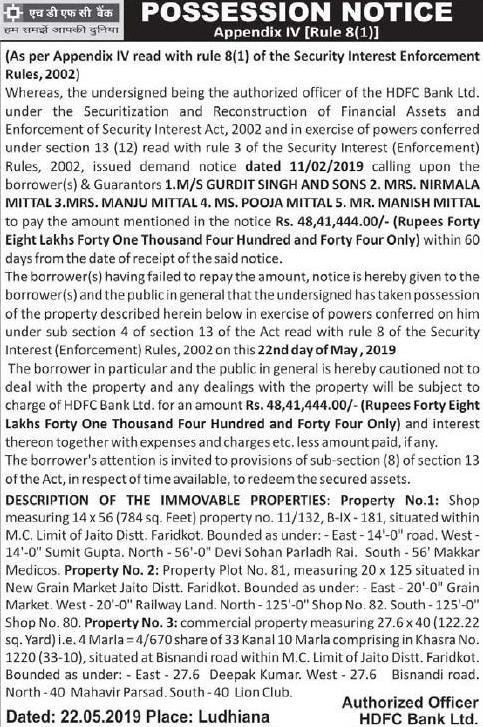 एच डी एफ सी बैंक
हम समझें आपकी दुनिया
POSSESSION NOTICE
Appendix IV [Rule 8(1)]
(As per Appendix IV read with rule 8(1) of the Security Interest Enforcement
Rules, 2002)
Whereas, the undersigned being the authorized officer of the HDFC Bank Ltd.
under the Securitization and Reconstruction of Financial Assets and
Enforcement of Security Interest Act, 2002 and in exercise of powers conferred
under section 13 (12) read with rule 3 of the Security Interest (Enforcement)
Rules, 2002, issued demand notice dated 11/02/2019 calling upon the
borrower(s) & Guarantors 1.M/S GURDIT SINGH AND SONS 2. MRS. NIRMALA
MITTAL 3.MRS. MANJU MITTAL 4. MS. POOJA MITTAL 5. MR. MANISH MITTAL
to pay the amount mentioned in the notice Rs. 48,41,444.00/- (Rupees Forty
Eight Lakhs Forty One Thousand Four Hundred and Forty Four Only) within 60
days from the date of receipt of the said notice.
The borrower(s) having failed to repay the amount, notice is hereby given to the
borrower(s) and the public in general that the undersigned has taken possession
of the property described herein below in exercise of powers conferred on him
under sub section 4 of section 13 of the Act read with rule 8 of the Security
Interest (Enforcement) Rules, 2002 on this 22nd day of May, 2019
The borrower in particular and the public in general is hereby cautioned not to
deal with the property and any dealings with the property will be subject to
charge of HDFC Bank Ltd. for an amount Rs. 48,41,444.00/- (Rupees Forty Eight
Lakhs Forty One Thousand Four Hundred and Forty Four Only) and interest
thereon together with expenses and charges etc. less amount paid, if any.
The borrower's attention is invited to provisions of sub-section (8) of section 13
of the Act, in respect of time available, to redeem the secured assets.
DESCRIPTION OF THE IMMOVABLE PROPERTIES: Property No.1: Shop
measuring 14 x 56 (784 sq. Feet) property no. 11/132, B-IX - 181, situated within
M.C. Limit of Jaito Distt. Faridkot. Bounded as under: - East - 14'-0" road. West -
14'-0" Sumit Gupta. North - 56'-0" Devi Sohan Parladh Rai. South - 56' Makkar
Medicos. Property No. 2: Property Plot No. 81, measuring 20 x 125 situated in
New Grain Market Jaito Distt. Faridkot. Bounded as under: - East - 20'-0" Grain
Market. West - 20'-0" Railway Land. North - 125'-0" Shop No. 82. South - 125'-0"
Shop No. 80. Property No. 3: commercial property measuring 27.6 x 40 (122.22
sq. Yard) i.e. 4 Marla = 4/670 share of 33 Kanal 10 Marla comprising in Khasra No.
1220 (33-10), situated at Bisnandi road within M.C. Limit of Jaito Distt. Faridkot.
Bounded as under: - East - 27.6 Deepak Kumar. West - 27.6 Bisnandi road.
North - 40 Mahavir Parsad. South - 40 Lion Club.
Authorized Officer
Dated: 22.05.2019 Place: Ludhiana HDFC Bank Ltd.